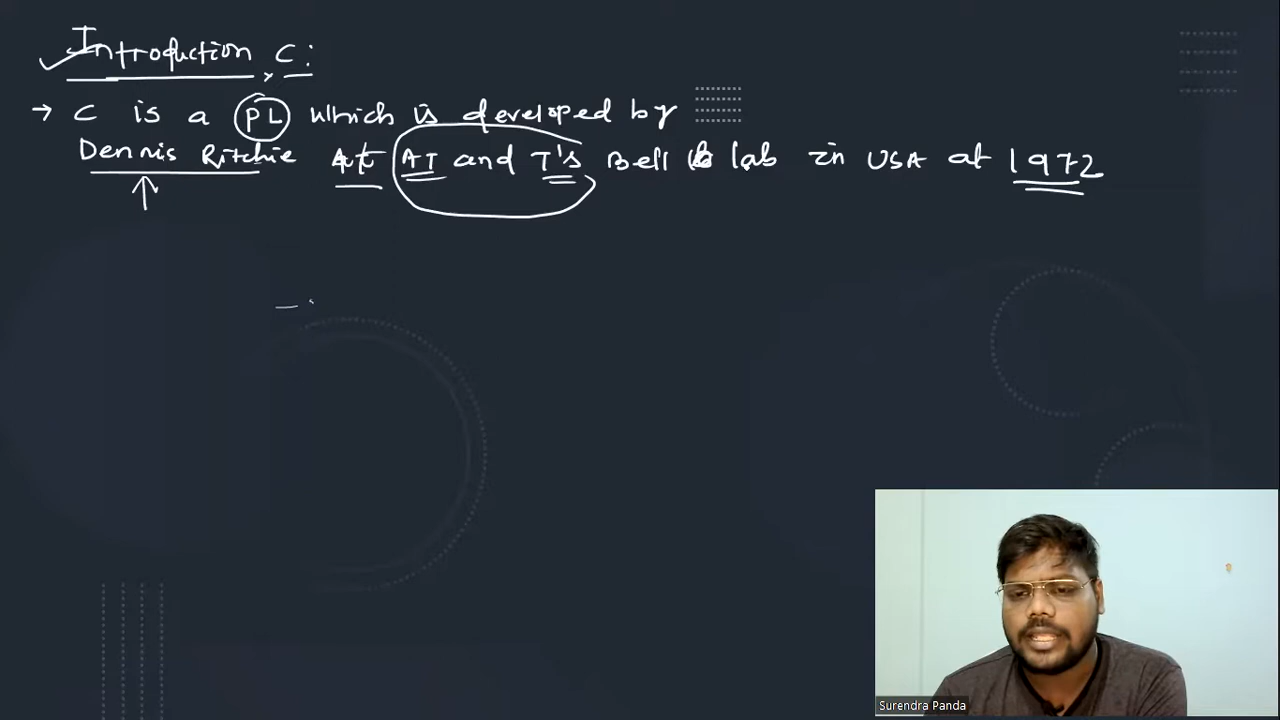 Introduction C:
→ C is a PL which is developed by
Dennis Ritchie At AT and T's Bell lab in USA at 1972
Surendra Panda